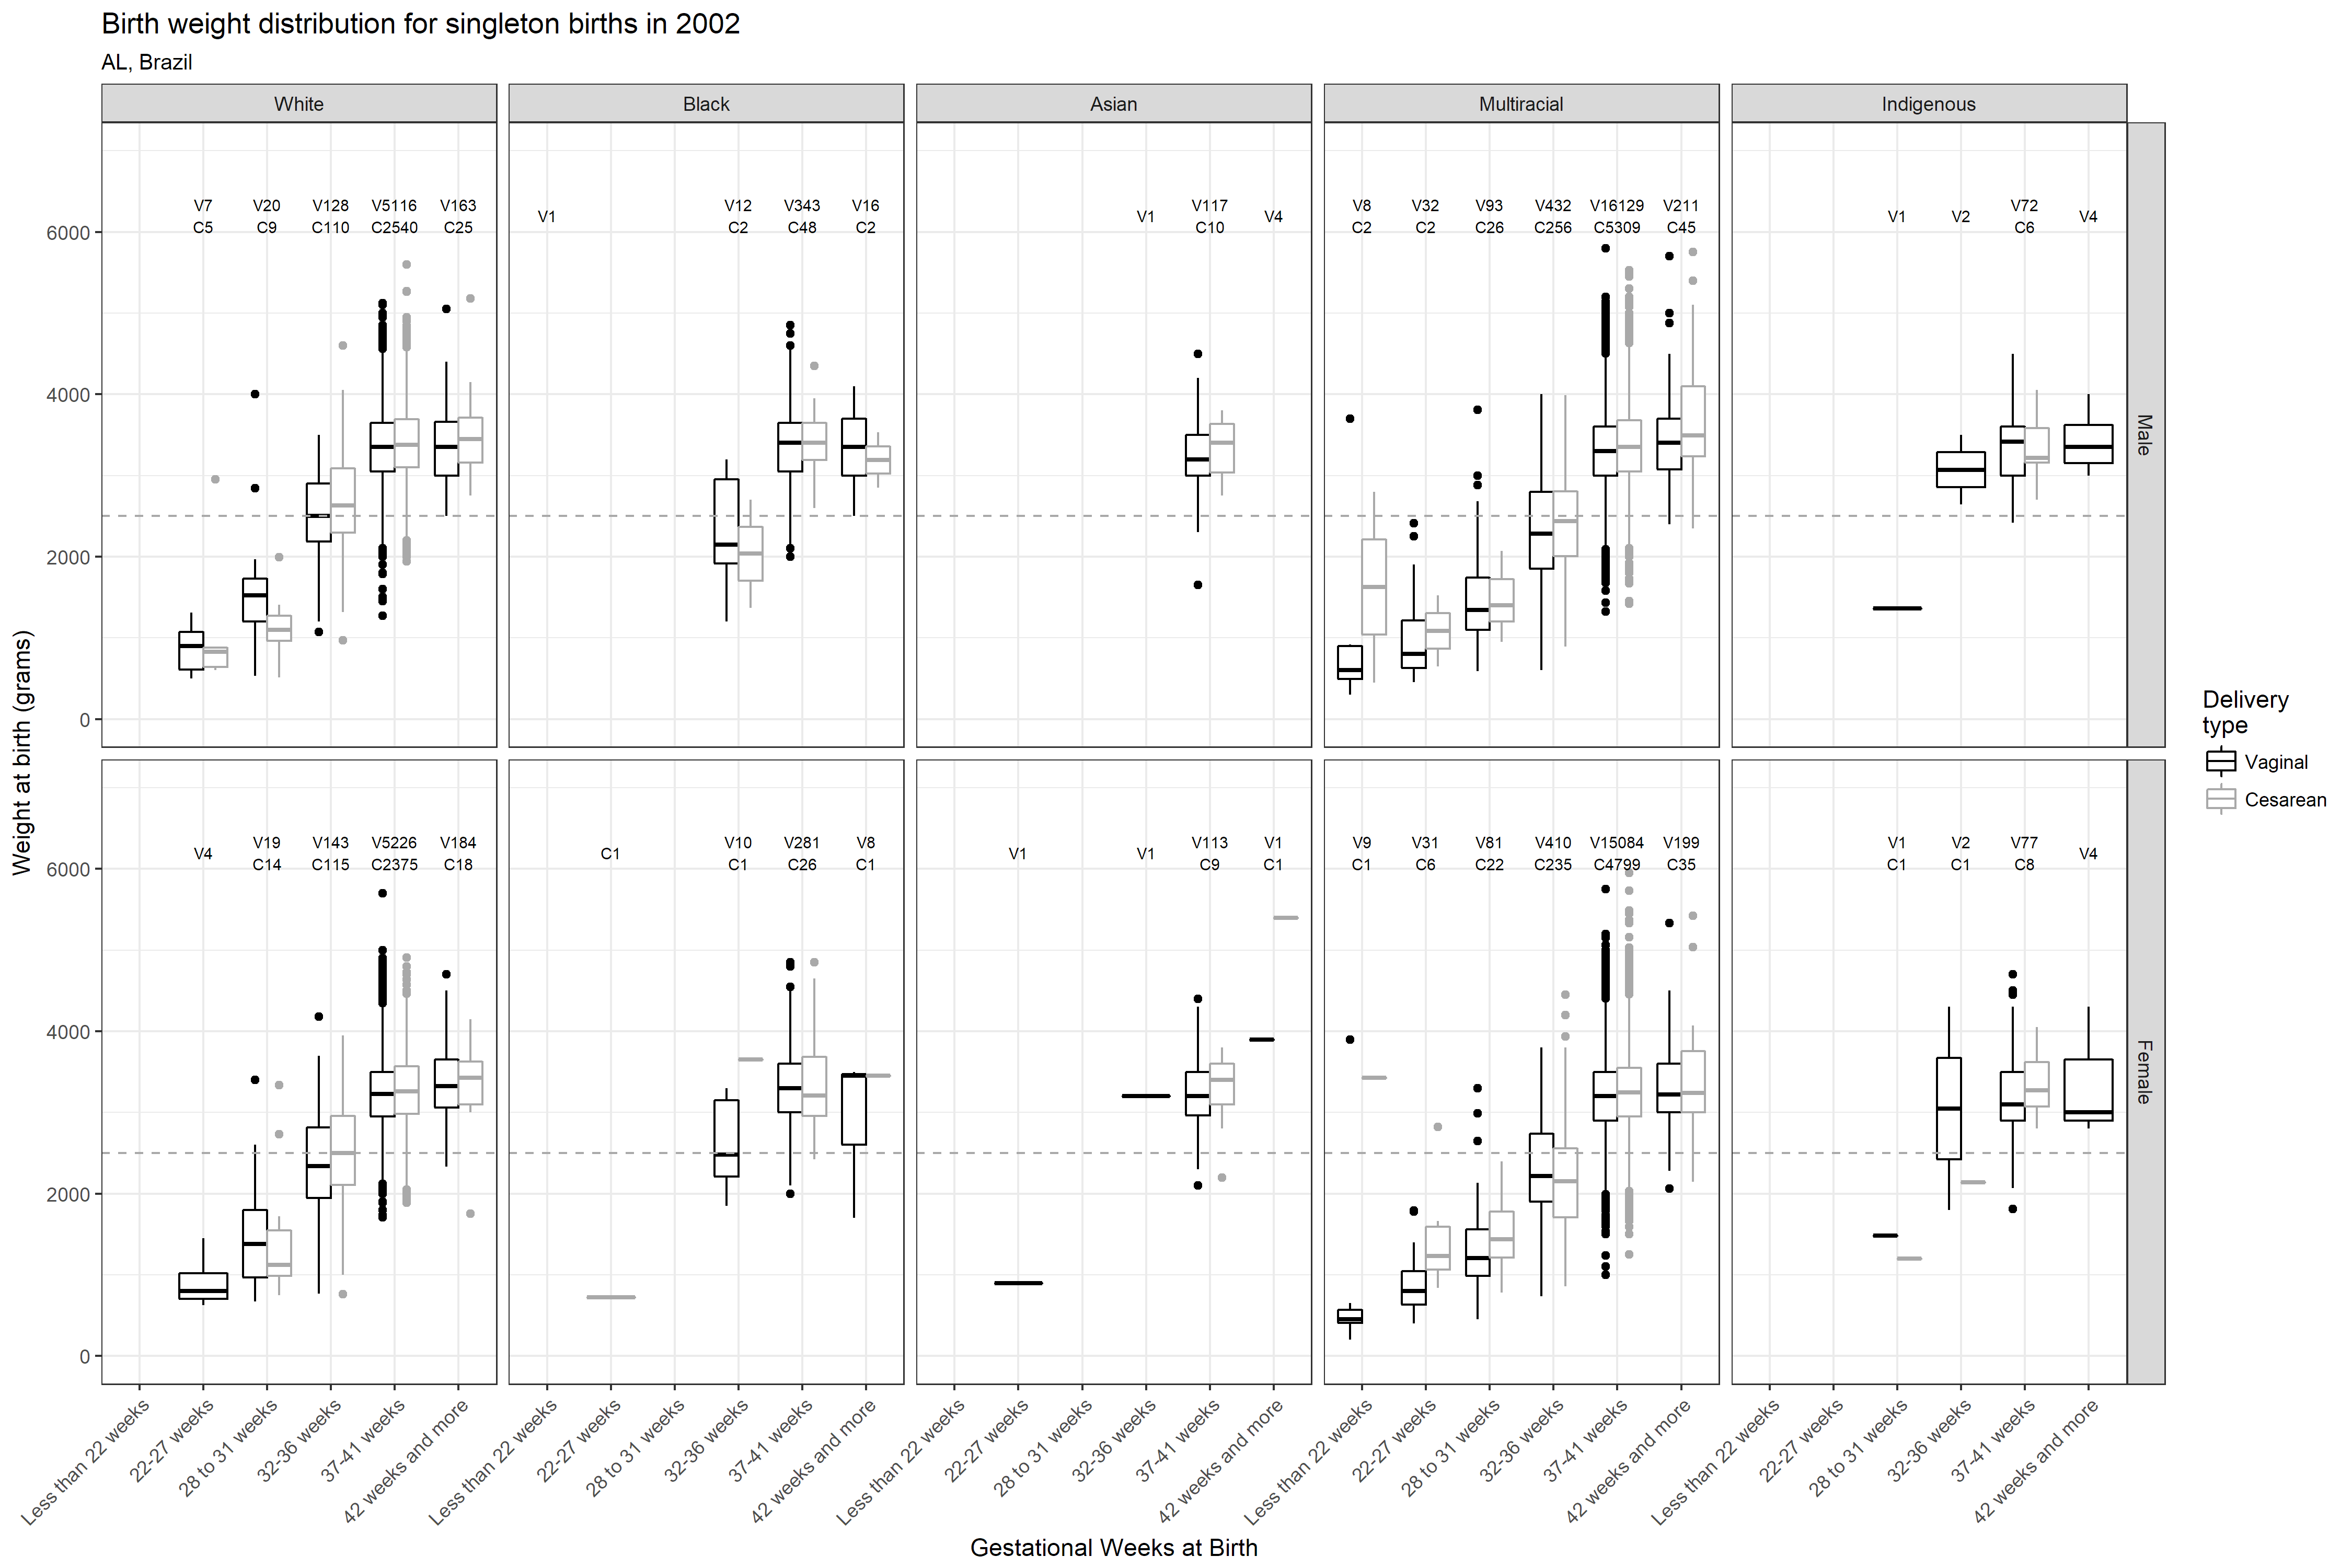 Birth weight distribution for singleton births in 2002
AL, Brazil
White Black Asian Multiracial Indigenous
V7 V20 V128 V5116 V163
C5 C9 C110 C2540 C25
V1 V12 V343 V16
C2 C48 C2
V1 V117 V4
C10
V8 V32 V93 V432 V16129 V211
C2 C2 C26 C256 C5309 C45
V1 V2 V72 V4
C6
Male
6000
4000
2000
0
V4 V19 V143 V5226 V184
C14 C115 C2375 C18
C1 V10 V281 V8
C1 C26 C1
V1 V1 V113 V1
C9 C1
V9 V31 V81 V410 V15084 V199
C1 C6 C22 C235 C4799 C35
V1 V2 V77 V4
C1 C1 C8
Female
6000
4000
2000
0
Weight at birth (grams)
Less than 22 weeks 22-27 weeks 28 to 31 weeks 32-36 weeks 37-41 weeks 42 weeks and more
Less than 22 weeks 22-27 weeks 28 to 31 weeks 32-36 weeks 37-41 weeks 42 weeks and more
Less than 22 weeks 22-27 weeks 28 to 31 weeks 32-36 weeks 37-41 weeks 42 weeks and more
Less than 22 weeks 22-27 weeks 28 to 31 weeks 32-36 weeks 37-41 weeks 42 weeks and more
Less than 22 weeks 22-27 weeks 28 to 31 weeks 32-36 weeks 37-41 weeks 42 weeks and more
Gestational Weeks at Birth
Delivery
type
Vaginal
Cesarean